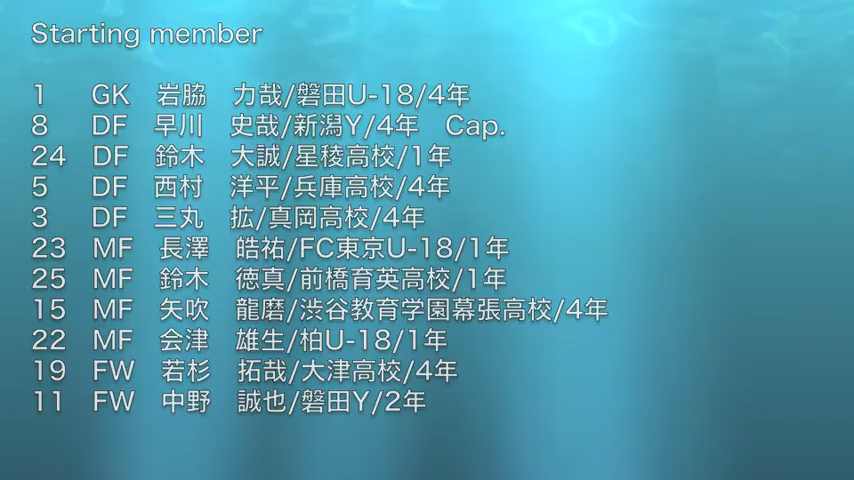 Starting member
1 GK 岩脇 力哉/磐田U-18/4年
8 DF 早川 史哉/新潟Y/4年 Cap.
24 DF 鈴木 大誠/星稜高校/1年
5 DF 西村 洋平/兵庫高校/4年
3 DF 三丸 拡/真岡高校/4年
23 MF 長澤 皓祐/FC東京U-18/1年
25 MF 鈴木 徳真/前橋育英高校/1年
15 MF 矢吹 龍磨/渋谷教育学園幕張高校/4年
22 MF 会津 雄生/柏U-18/1年
19 FW 若杉 拓哉/大津高校/4年
11 FW 中野 誠也/磐田Y/2年